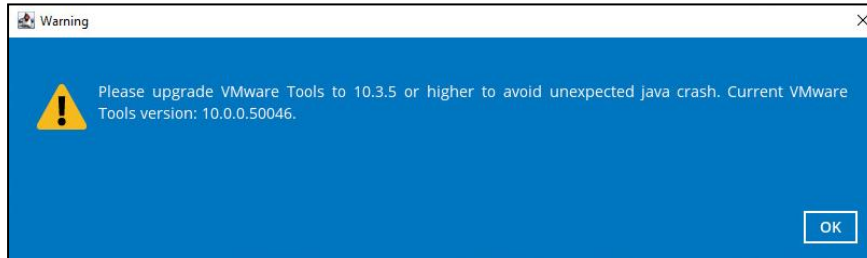 Warning
Please upgrade VMware Tools to 10.3.5 or higher to avoid unexpected java crash. Current VMware
Tools version: 10.0.0.50046.
OK